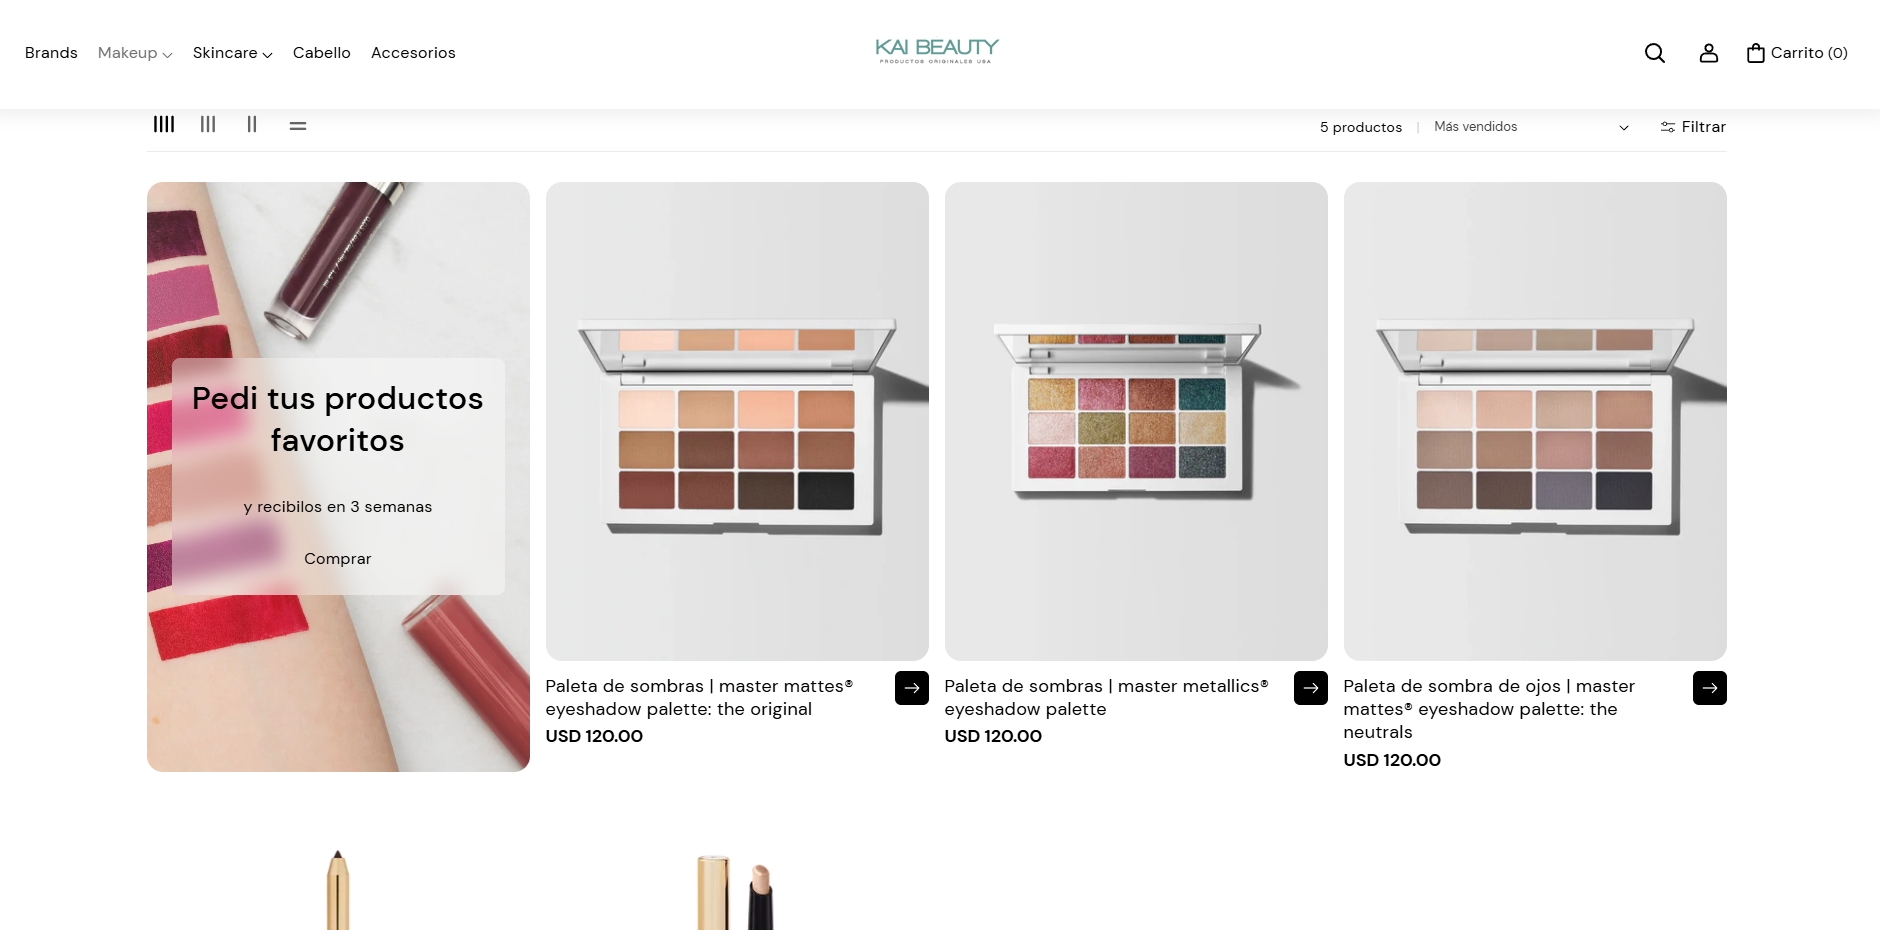 Brands
Makeup
Skincare
Cabello
Accesorios
KAI BEAUTY
PRODUCTOS ORIGINALES USA
Carrito (0)
5 productos
Más vendidos
Filtrar
Pedi tus productos
favoritos
y recibilos en 3 semanas
Comprar
Paleta de sombras | master mattes®
eyeshadow palette: the original
USD 120.00
Paleta de sombras | master metallics®
eyeshadow palette
USD 120.00
Paleta de sombra de ojos | master
mattes® eyeshadow palette: the
neutrals
USD 120.00